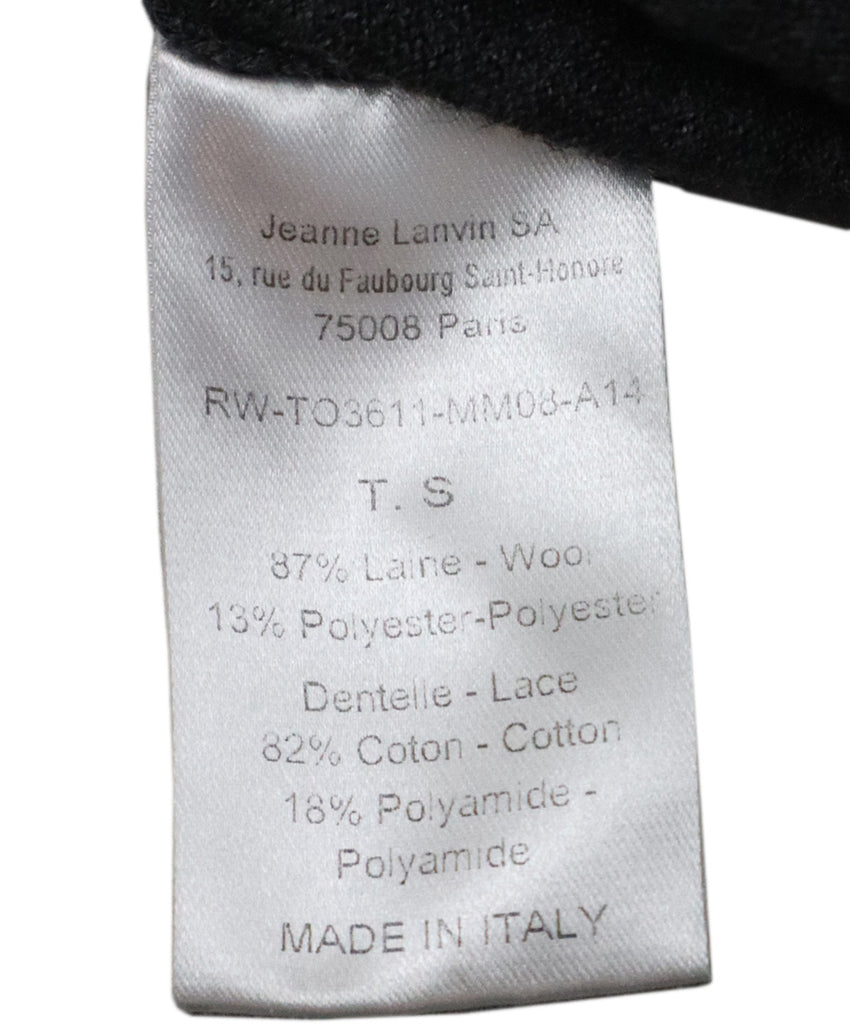 Jeanne Lanvin SA
15, rue du Faubourg Saint-Honore
75008 Paris
RW-TO3611-MM08-A14
T. S
87% Laine - Wool
13% Polyester-Polyester
Dentelle - Lace
82% Coton - Cotton
18% Polyamide -
Polyamide
MADE IN ITALY